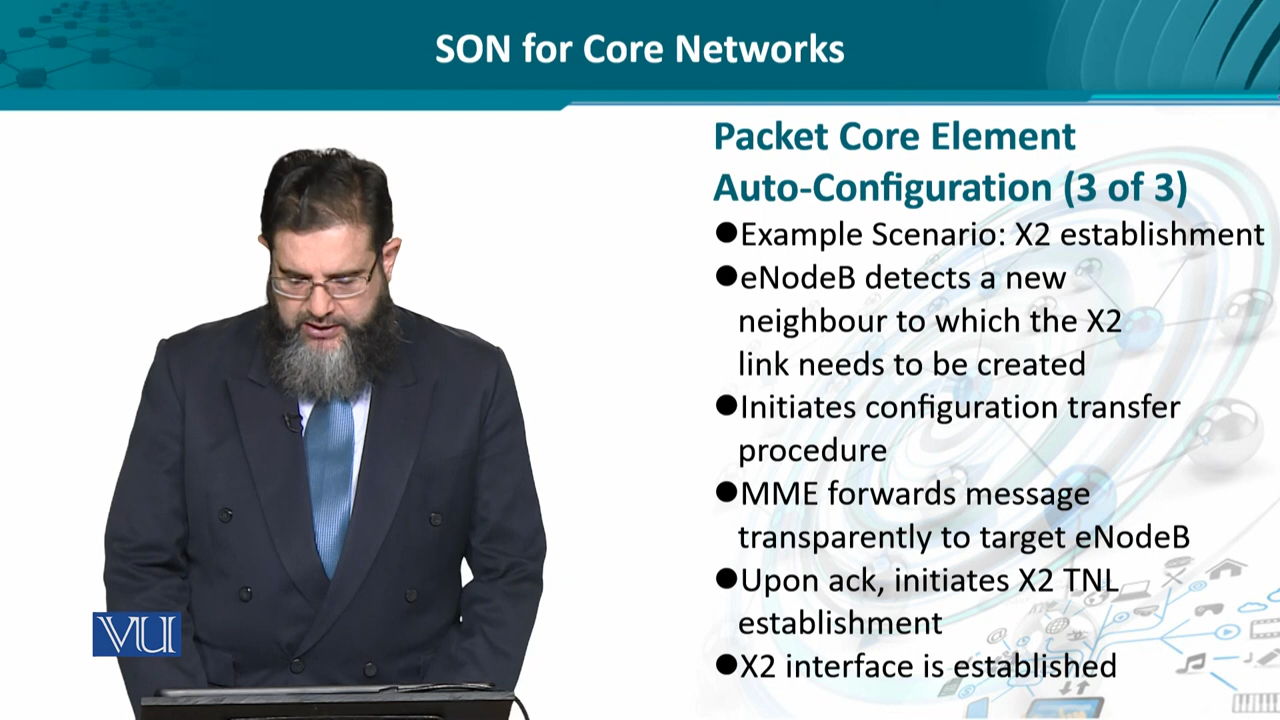 SON for Core Networks
Packet Core Element
Auto-Configuration (3 of 3)
●Example Scenario: X2 establishment
●eNodeB detects a new
neighbour to which the X2
link needs to be created
●Initiates configuration transfer
procedure
●MME forwards message
transparently to target eNodeB
●Upon ack, initiates X2 TNL
establishment
●X2 interface is established
VU